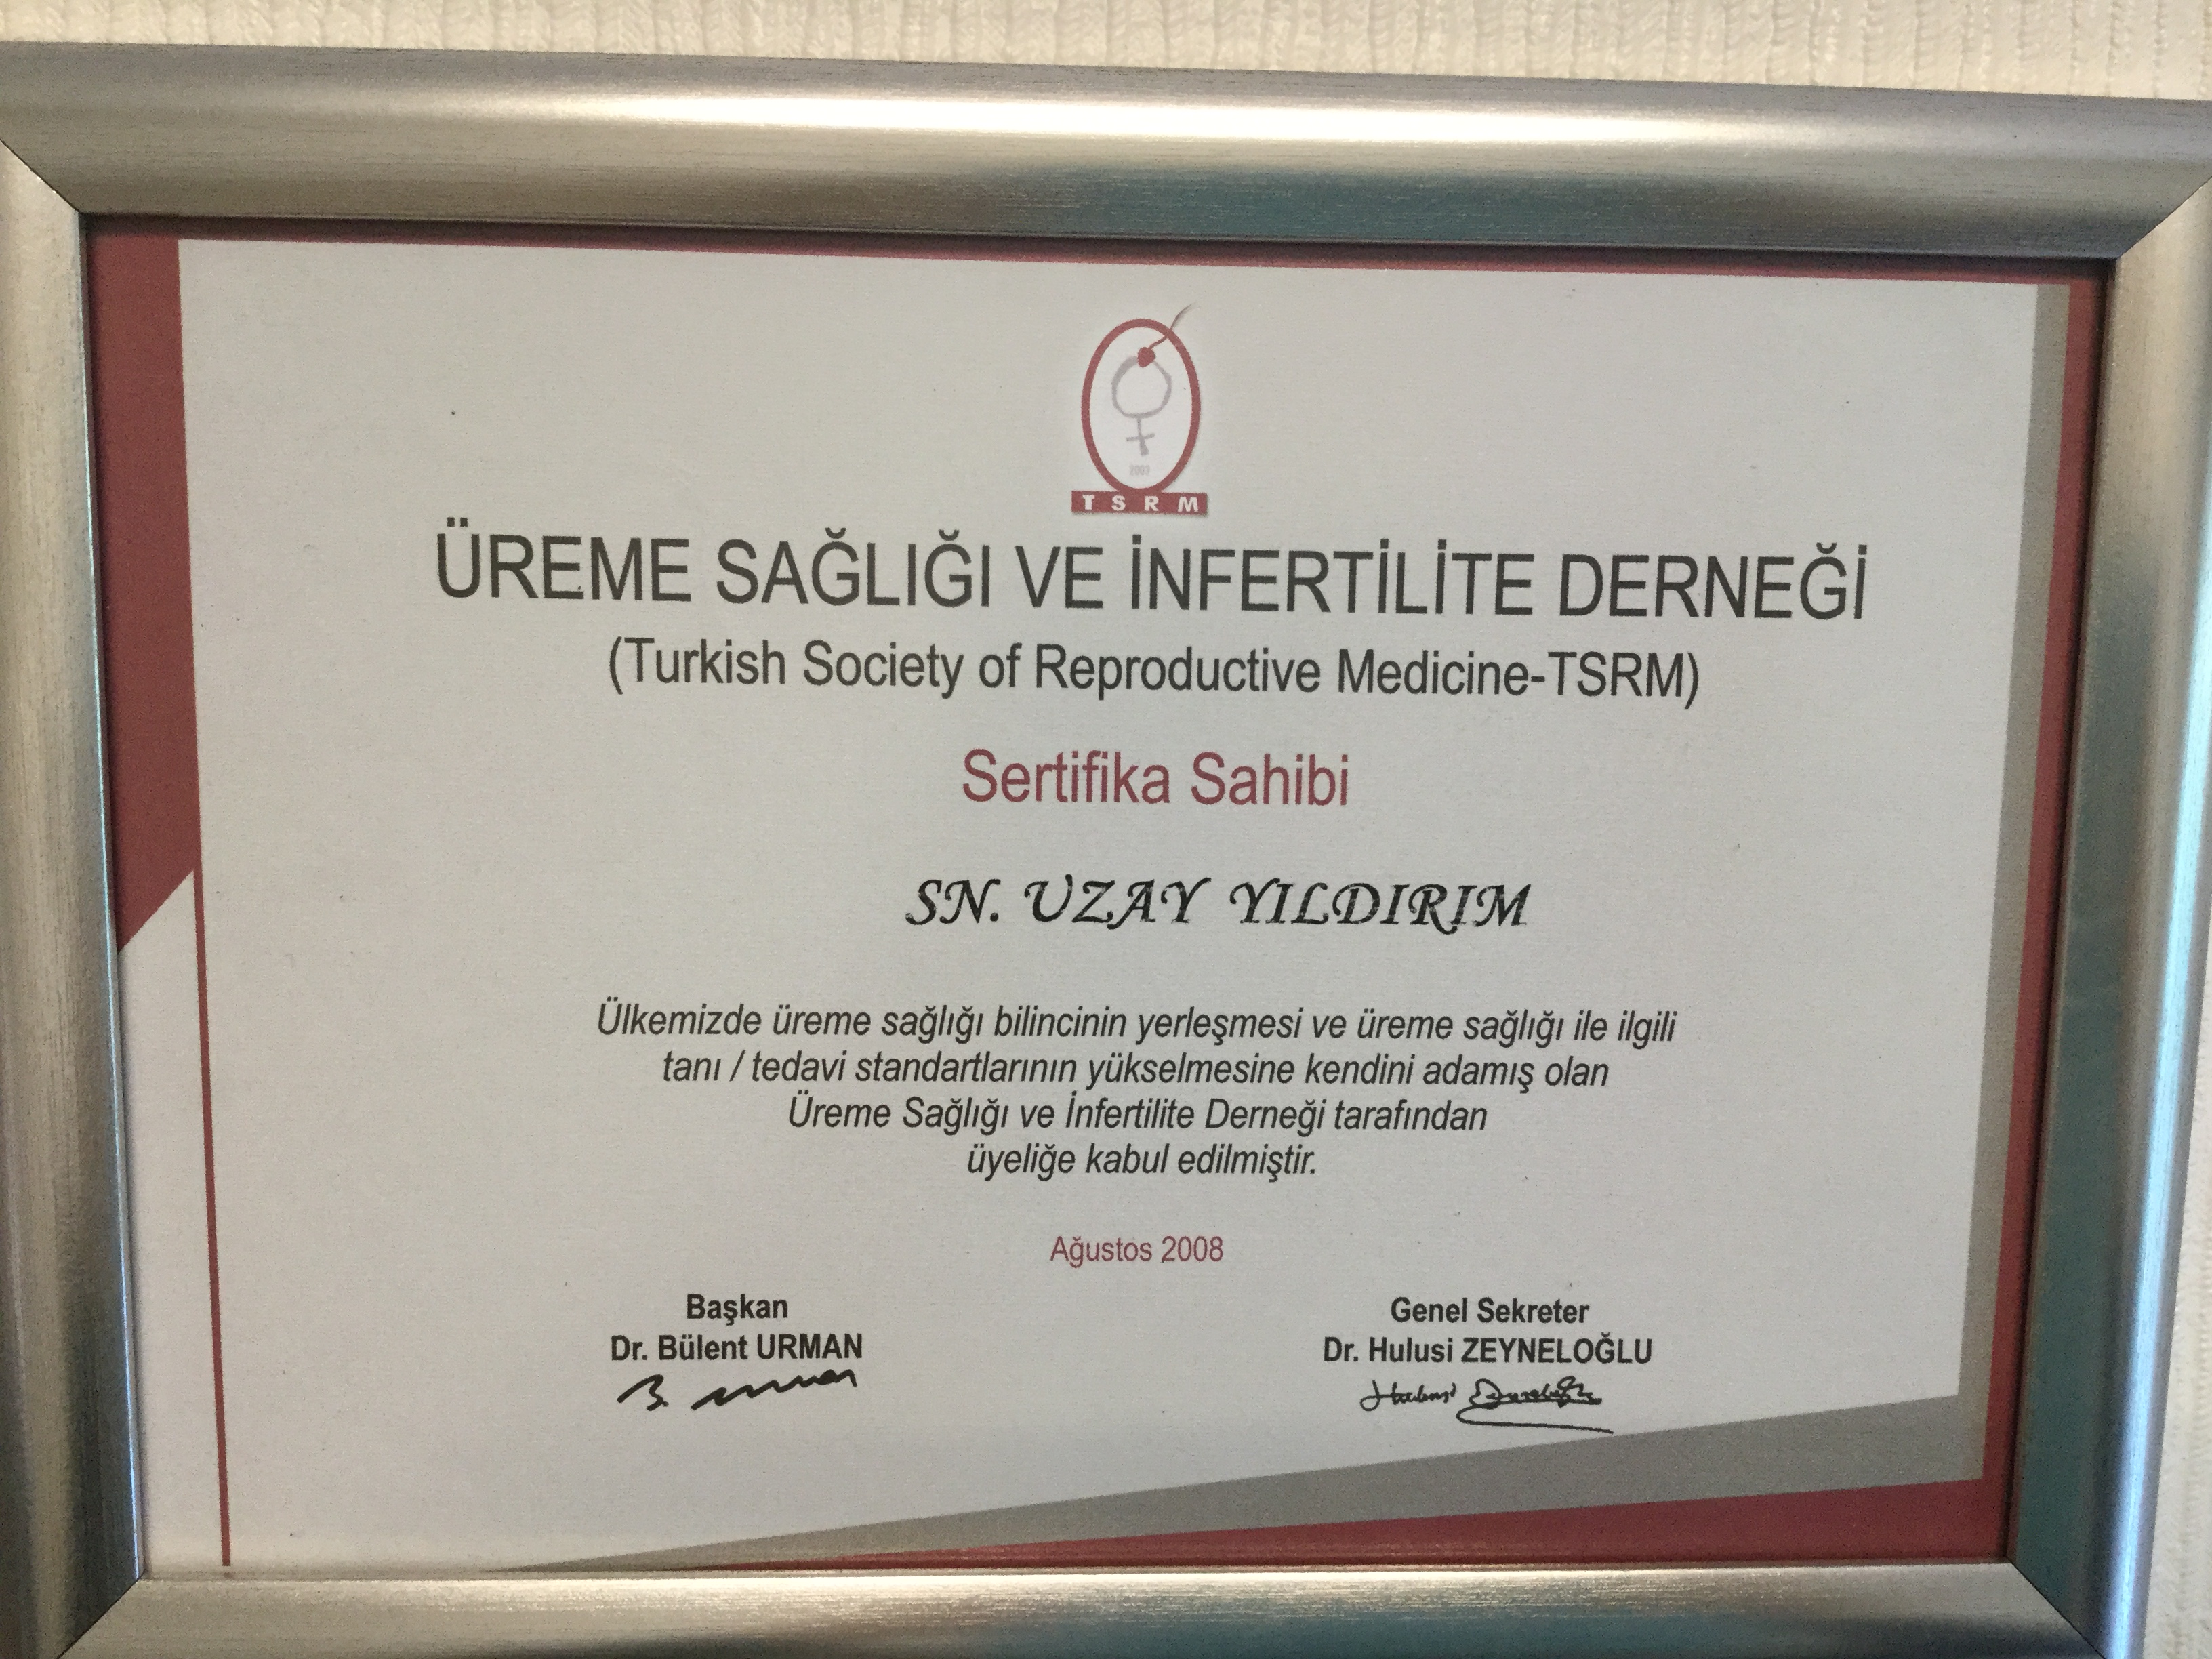 2003
TSRM
ÜREME SAĞLIĞI VE İNFERTİLİTE DERNEĞİ
(Turkish Society of Reproductive Medicine-TSRM)
Sertifika Sahibi
SN. UZAY YILDIRIM
Ülkemizde üreme sağlığı bilincinin yerleşmesi ve üreme sağlığı ile ilgili
tanı / tedavi standartlarının yükselmesine kendini adamış olan
Üreme Sağlığı ve İnfertilite Derneği tarafından
üyeliğe kabul edilmiştir.
Ağustos 2008
Başkan
Dr. Bülent URMAN
Genel Sekreter
Dr. Hulusi ZEYNELOĞLU